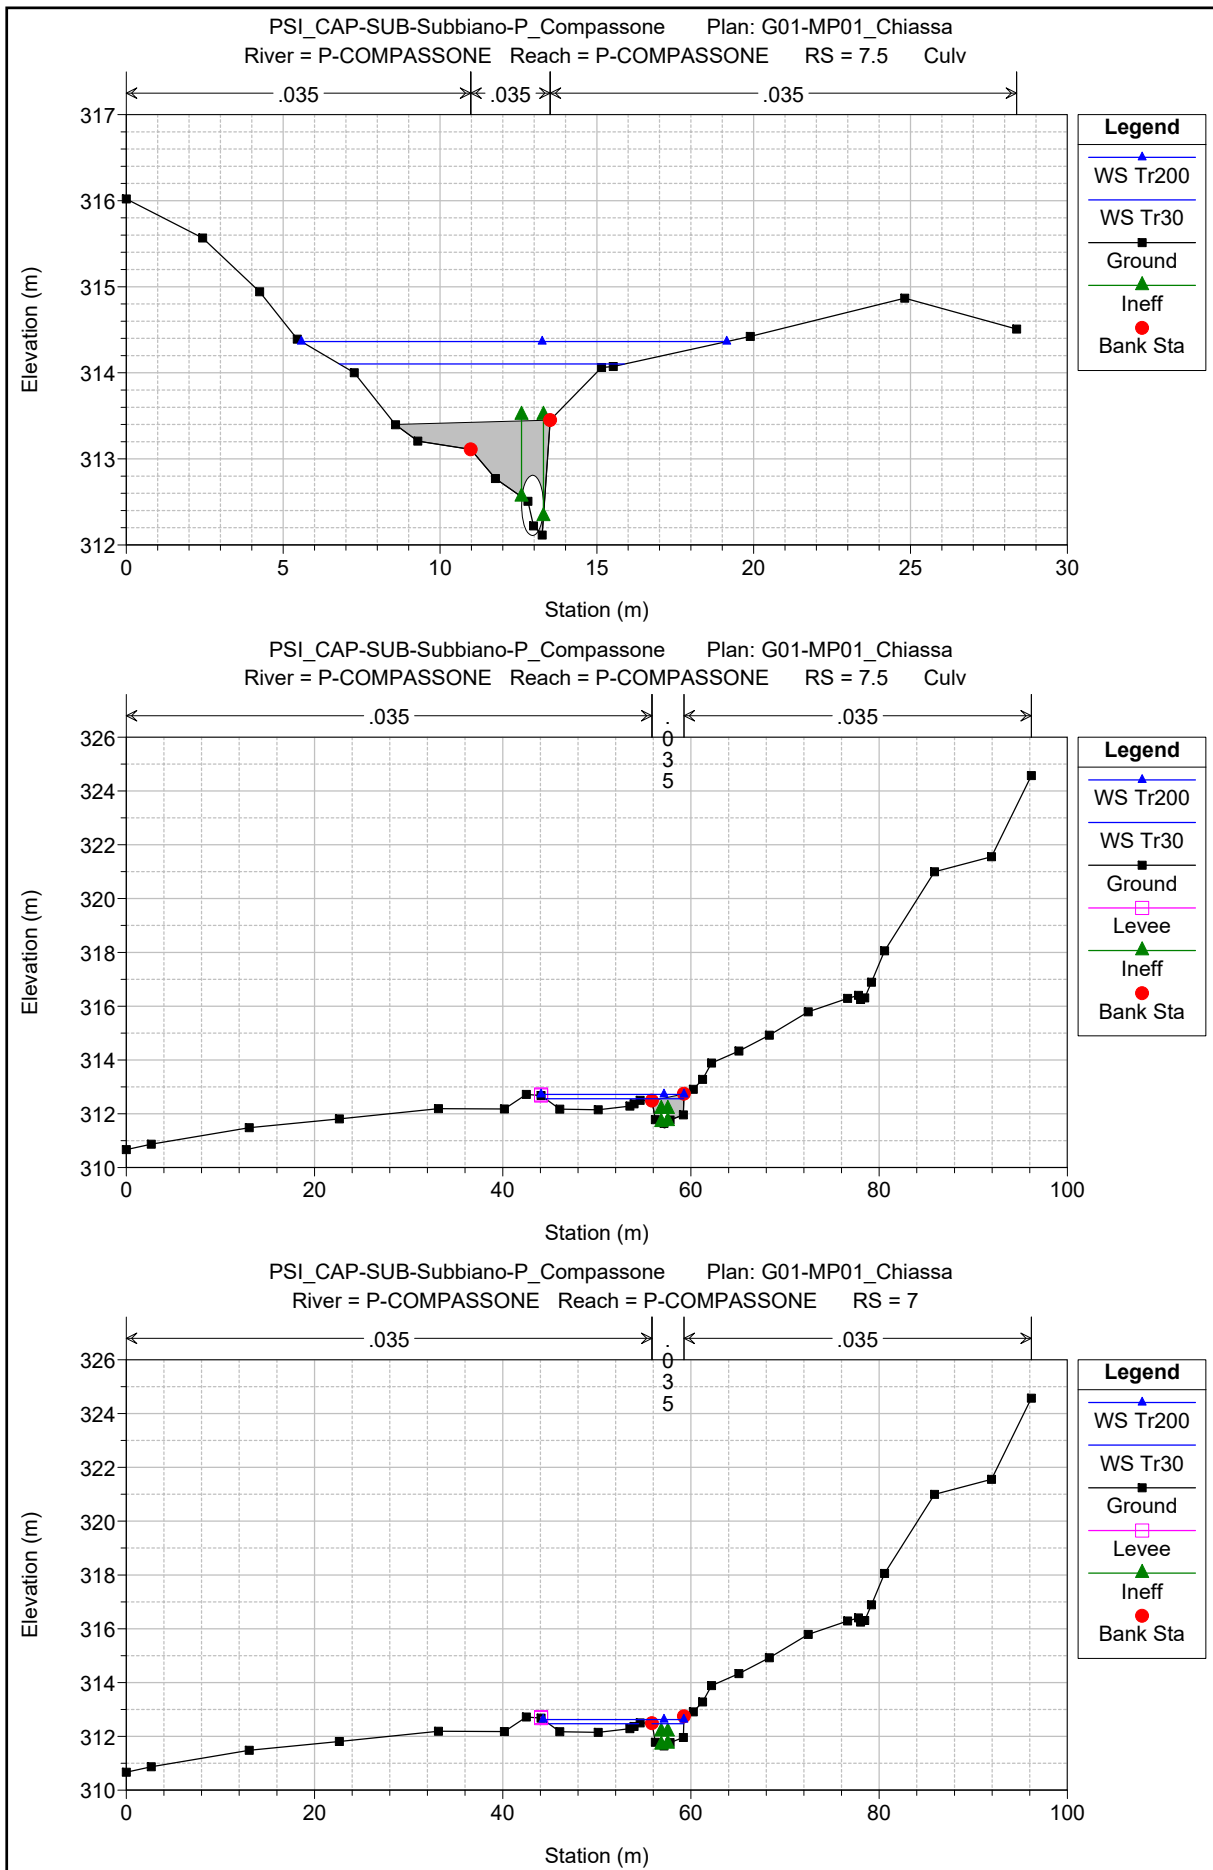 PSI_CAP-SUB-Subbiano-P_Compassone Plan: G01-MP01_Chiassa
River = P-COMPASSONE Reach = P-COMPASSONE RS = 7.5 Culv
.035 .035 .035
317
316
315
314
313
312
Elevation (m)
0 5 10 15 20 25 30
Station (m)
Legend
WS Tr200
WS Tr30
Ground
Ineff
Bank Sta
PSI_CAP-SUB-Subbiano-P_Compassone Plan: G01-MP01_Chiassa
River = P-COMPASSONE Reach = P-COMPASSONE RS = 7.5 Culv
.035 .035 .035
326
324
322
320
318
316
314
312
310
Elevation (m)
0 20 40 60 80 100
Station (m)
Legend
WS Tr200
WS Tr30
Ground
Levee
Ineff
Bank Sta
PSI_CAP-SUB-Subbiano-P_Compassone Plan: G01-MP01_Chiassa
River = P-COMPASSONE Reach = P-COMPASSONE RS = 7
.035 .035 .035
326
324
322
320
318
316
314
312
310
Elevation (m)
0 20 40 60 80 100
Station (m)
Legend
WS Tr200
WS Tr30
Ground
Levee
Ineff
Bank Sta